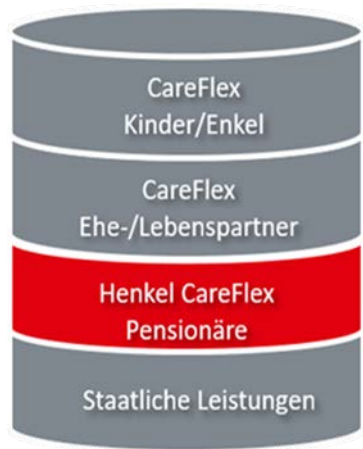 CareFlex
Kinder/Enkel
CareFlex
Ehe-/Lebenspartner
Henkel CareFlex
Pensionäre
Staatliche Leistungen